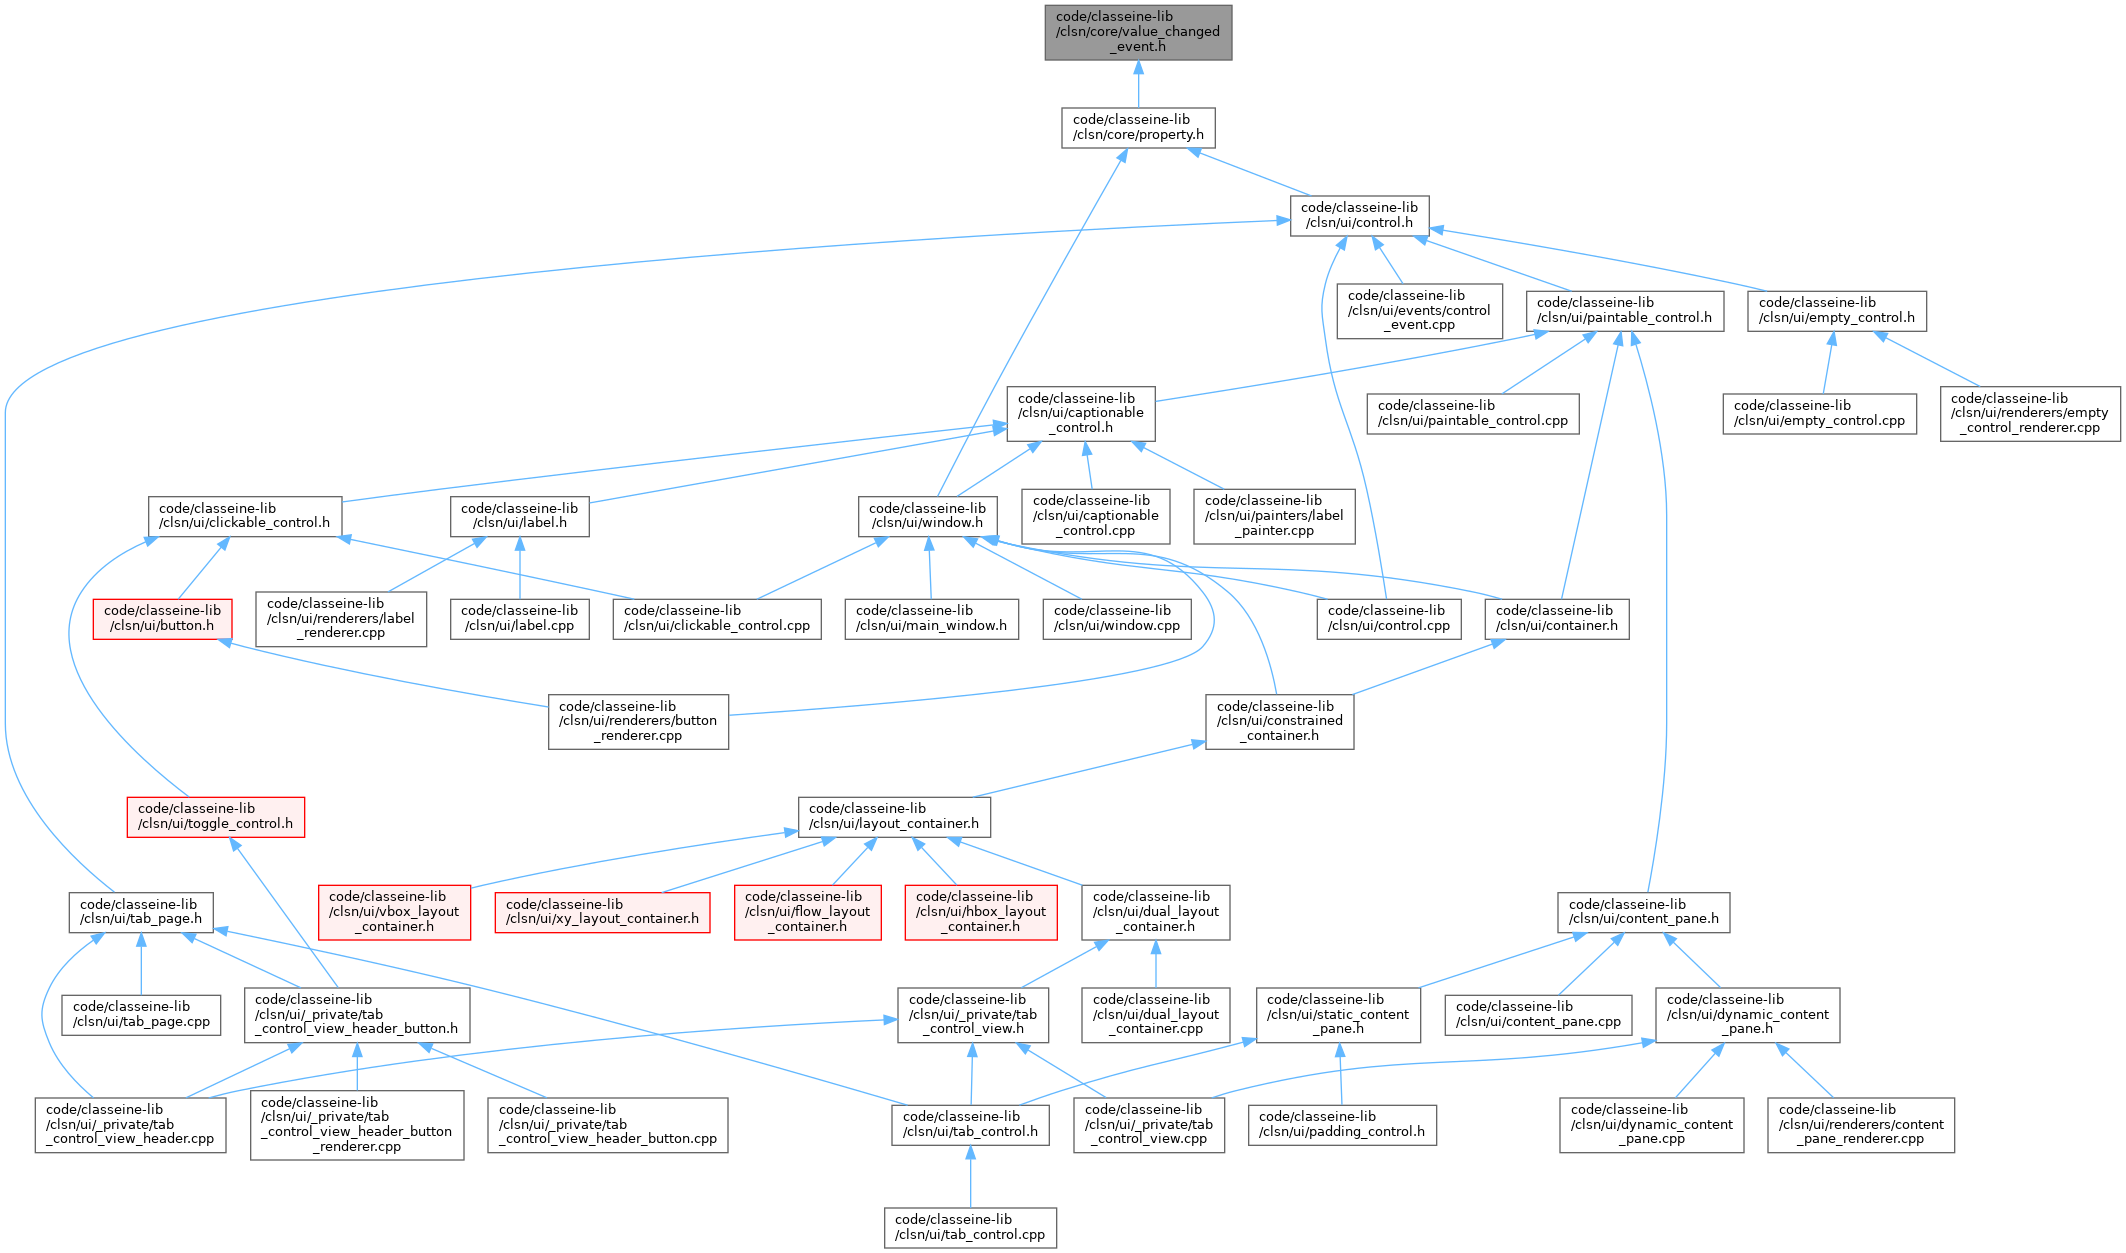 code/classeine-lib
/clsn/core/value_changed
_event.h
code/classeine-lib
/clsn/core/property.h
code/classeine-lib
/clsn/ui/control.h
code/classeine-lib
/clsn/ui/events/control
_event.cpp
code/classeine-lib
/clsn/ui/paintable_control.h
code/classeine-lib
/clsn/ui/empty_control.h
code/classeine-lib
/clsn/ui/captionable
_control.h
code/classeine-lib
/clsn/ui/paintable_control.cpp
code/classeine-lib
/clsn/ui/empty_control.cpp
code/classeine-lib
/clsn/ui/renderers/empty
_control_renderer.cpp
code/classeine-lib
/clsn/ui/clickable_control.h
code/classeine-lib
/clsn/ui/label.h
code/classeine-lib
/clsn/ui/window.h
code/classeine-lib
/clsn/ui/captionable
_control.cpp
code/classeine-lib
/clsn/ui/painters/label
_painter.cpp
code/classeine-lib
/clsn/ui/button.h
code/classeine-lib
/clsn/ui/renderers/label
_renderer.cpp
code/classeine-lib
/clsn/ui/label.cpp
code/classeine-lib
/clsn/ui/clickable_control.cpp
code/classeine-lib
/clsn/ui/main_window.h
code/classeine-lib
/clsn/ui/window.cpp
code/classeine-lib
/clsn/ui/control.cpp
code/classeine-lib
/clsn/ui/container.h
code/classeine-lib
/clsn/ui/renderers/button
_renderer.cpp
code/classeine-lib
/clsn/ui/constrained
_container.h
code/classeine-lib
/clsn/ui/toggle_control.h
code/classeine-lib
/clsn/ui/layout_container.h
code/classeine-lib
/clsn/ui/tab_page.h
code/classeine-lib
/clsn/ui/vbox_layout
_container.h
code/classeine-lib
/clsn/ui/xy_layout_container.h
code/classeine-lib
/clsn/ui/flow_layout
_container.h
code/classeine-lib
/clsn/ui/hbox_layout
_container.h
code/classeine-lib
/clsn/ui/dual_layout
_container.h
code/classeine-lib
/clsn/ui/content_pane.h
code/classeine-lib
/clsn/ui/tab_page.cpp
code/classeine-lib
/clsn/ui/_private/tab
_control_view_header_button.h
code/classeine-lib
/clsn/ui/_private/tab
_control_view.h
code/classeine-lib
/clsn/ui/dual_layout
_container.cpp
code/classeine-lib
/clsn/ui/static_content
_pane.h
code/classeine-lib
/clsn/ui/content_pane.cpp
code/classeine-lib
/clsn/ui/dynamic_content
_pane.h
code/classeine-lib
/clsn/ui/_private/tab
_control_view_header.cpp
code/classeine-lib
/clsn/ui/_private/tab
_control_view_header_button
_renderer.cpp
code/classeine-lib
/clsn/ui/_private/tab
_control_view_header_button.cpp
code/classeine-lib
/clsn/ui/tab_control.h
code/classeine-lib
/clsn/ui/_private/tab
_control_view.cpp
code/classeine-lib
/clsn/ui/padding_control.h
code/classeine-lib
/clsn/ui/dynamic_content
_pane.cpp
code/classeine-lib
/clsn/ui/renderers/content
_pane_renderer.cpp
code/classeine-lib
/clsn/ui/tab_control.cpp